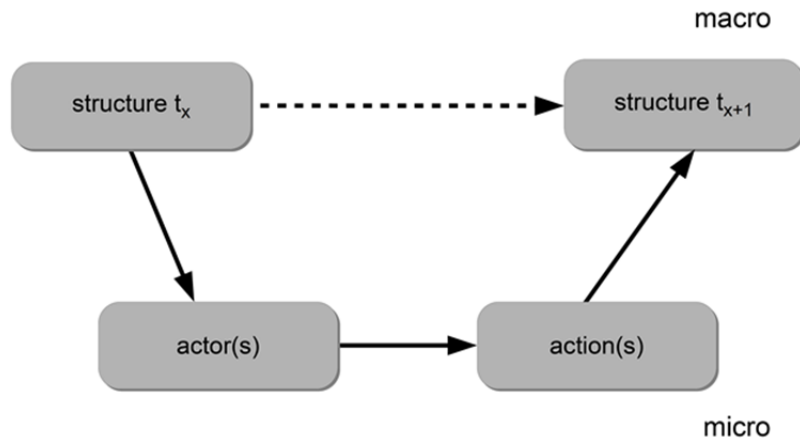 macro
structure tₓ
structure tₓ₊₁
actor(s)
action(s)
micro